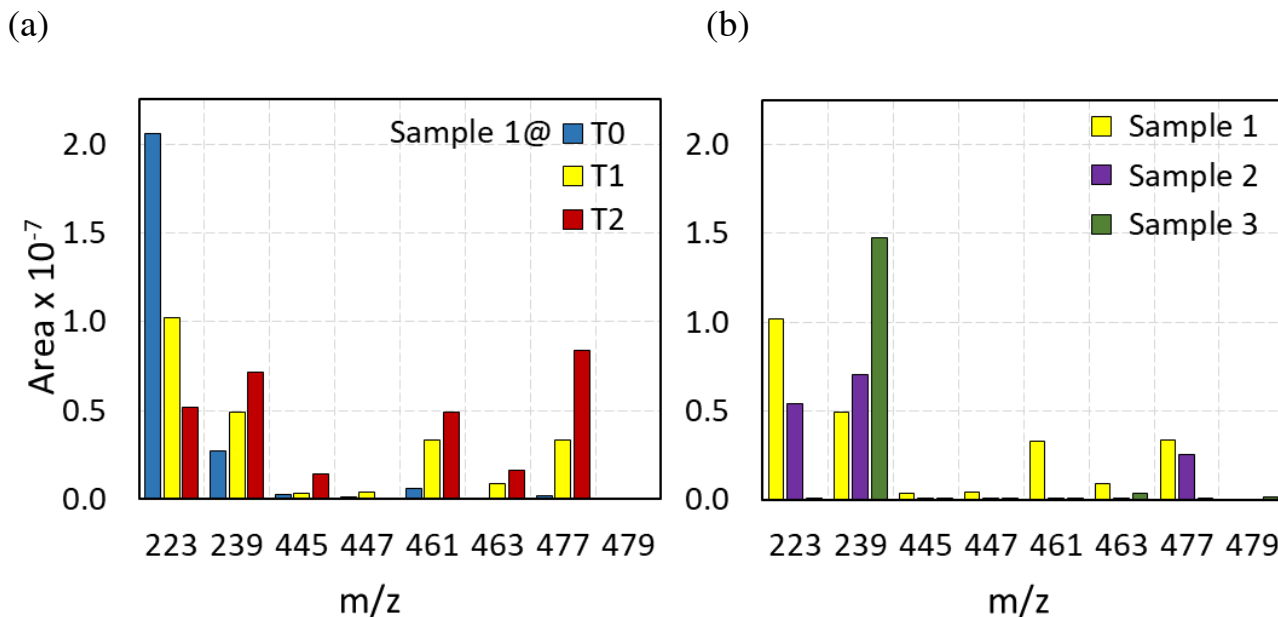 (a)
Sample 1@ T0
T1
T2
2.0
1.5
1.0
0.5
0.0
Area x 10-7
223 239 445 447 461 463 477 479
m/z
(b)
Sample 1
Sample 2
Sample 3
2.0
1.5
1.0
0.5
0.0
223 239 445 447 461 463 477 479
m/z